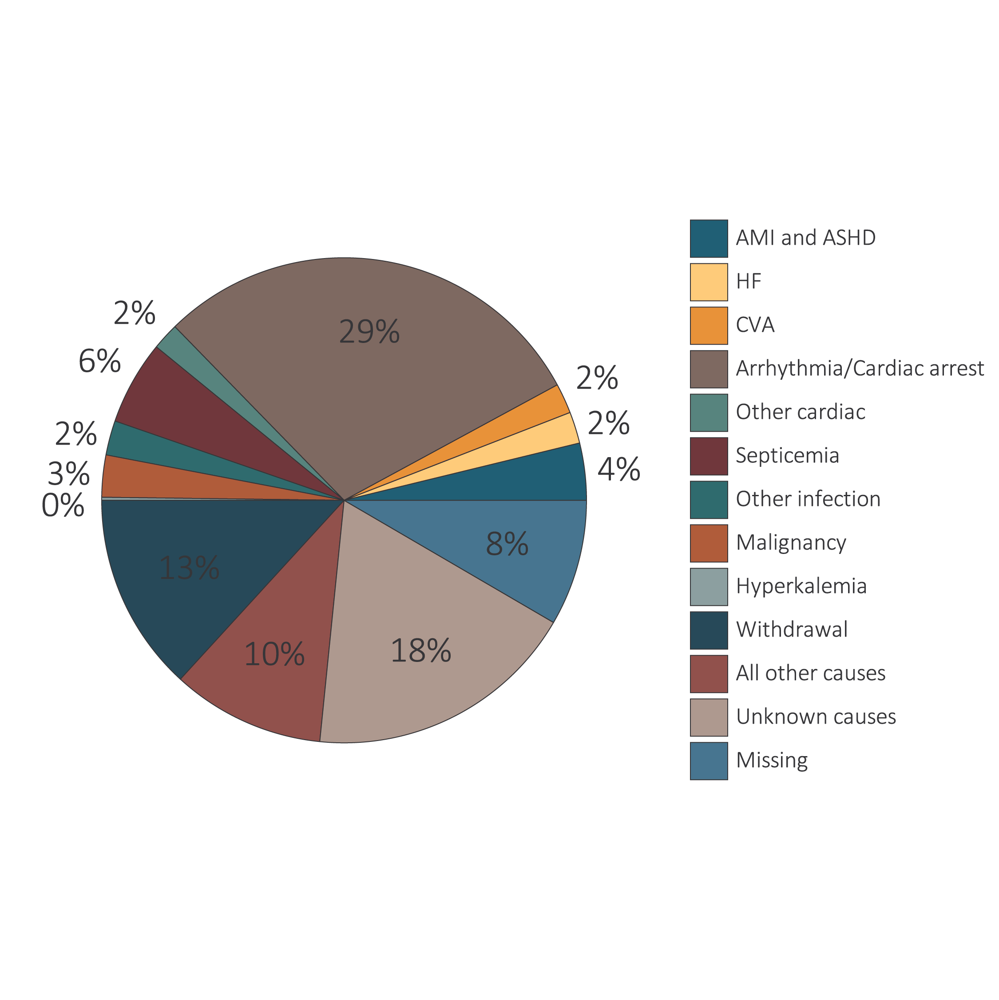 2%
29%
6%
2%
2%
2%
3%
4%
0%
8%
13%
18%
10%
AMI and ASHD
HF
CVA
Arrhythmia/Cardiac arrest
Other cardiac
Septicemia
Other infection
Malignancy
Hyperkalemia
Withdrawal
All other causes
Unknown causes
Missing